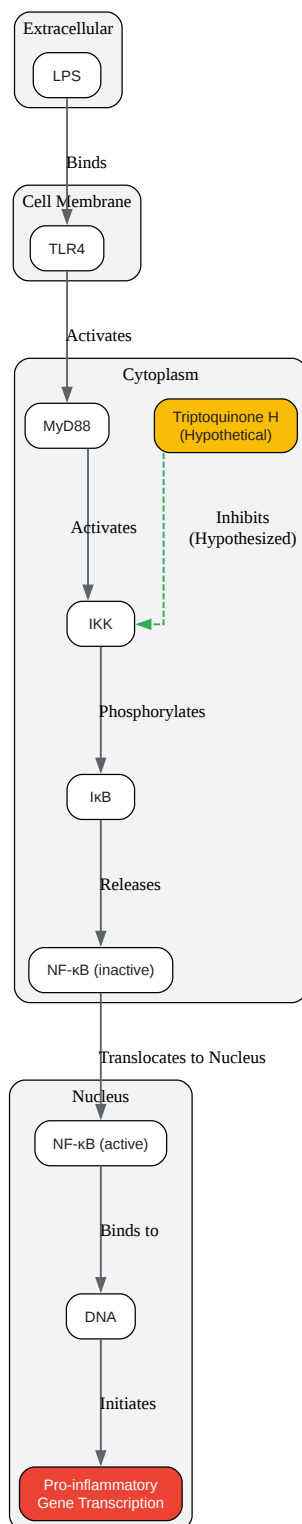 Extracellular
LPS
Binds
Cell Membrane
TLR4
Activates
Cytoplasm
MyD88
Triptoquinone H
(Hypothetical)
Activates
Inhibits
(Hypothesized)
IKK
Phosphorylates
IκB
Releases
NF-κB (inactive)
Translocates to Nucleus
Nucleus
NF-κB (active)
Binds to
DNA
Initiates
Pro-inflammatory
Gene Transcription